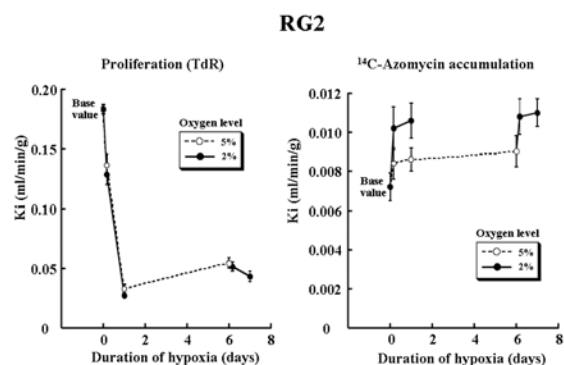 RG2
Proliferation (TdR)
0.20
0.15
0.10
0.05
0
Ki (ml/min/g)
Base
value
Oxygen level
5%
2%
0 2 4 6 8
Duration of hypoxia (days)
14C-Azomycin accumulation
0.012
0.010
0.008
0.006
0.004
0.002
0
Ki (ml/min/g)
Base
value
Oxygen level
5%
2%
0 2 4 6 8
Duration of hypoxia (days)